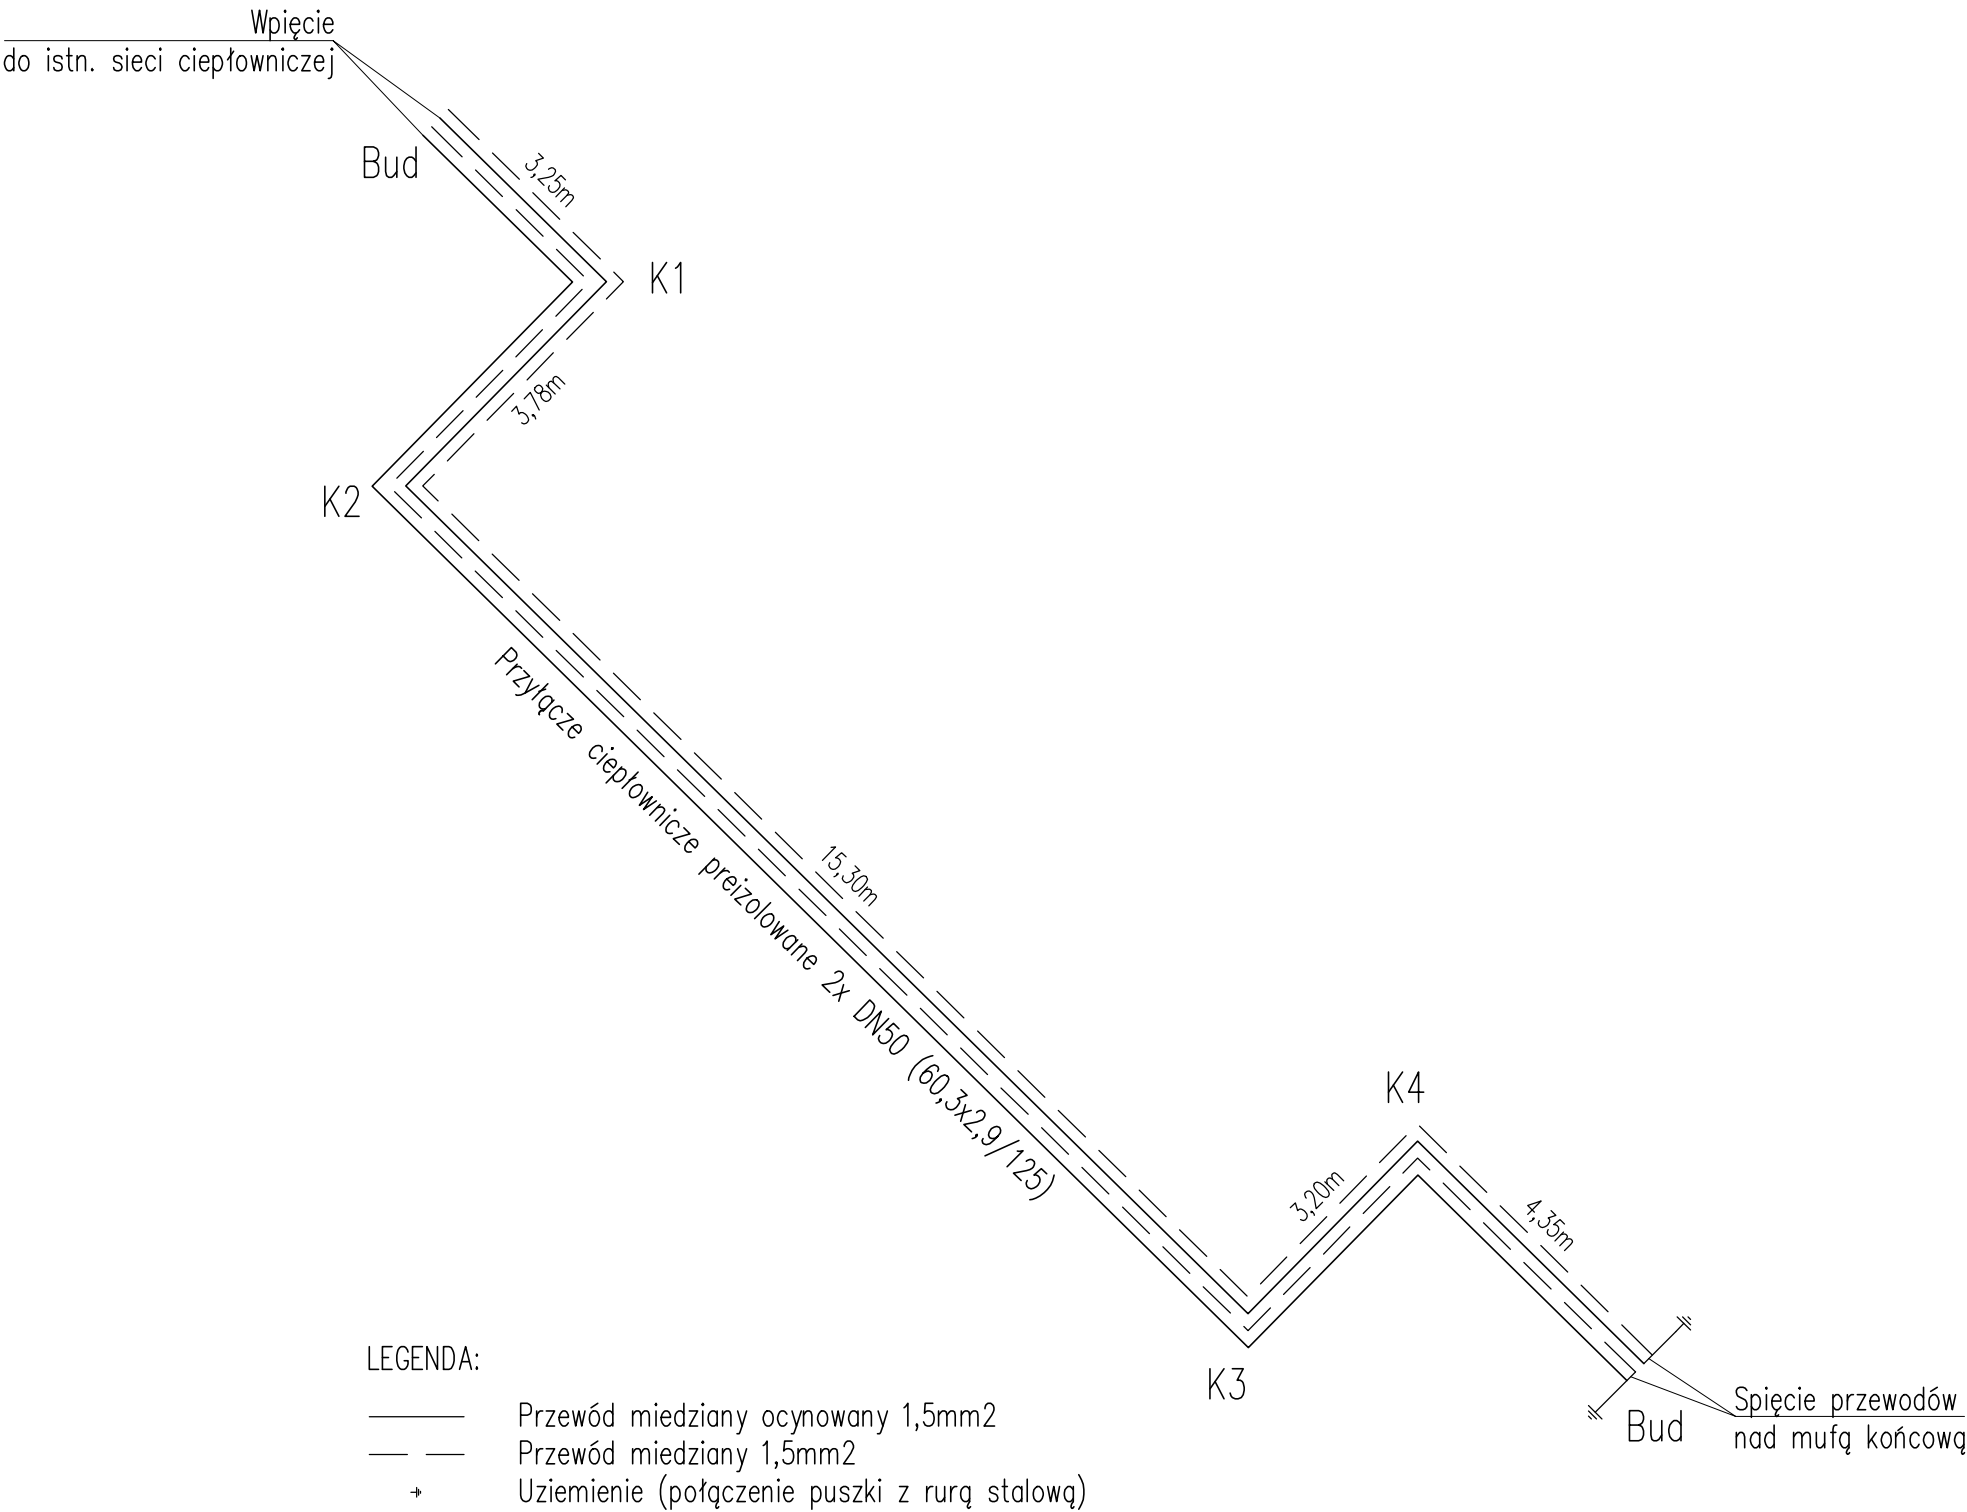 Wpięcie
do istn. sieci ciepłowniczej
Bud
3,25m
K1
3,78m
K2
Przyłącze ciepłownicze preizolowane 2x DN50 (60,3x2,9/125)
15,30m
K4
3,20m
4,35m
K3
Bud
Spięcie przewodów
nad mufą końcową
LEGENDA:
Przewód miedziany ocynowany 1,5mm2
Przewód miedziany 1,5mm2
Uziemienie (połączenie puszki z rurą stalową)